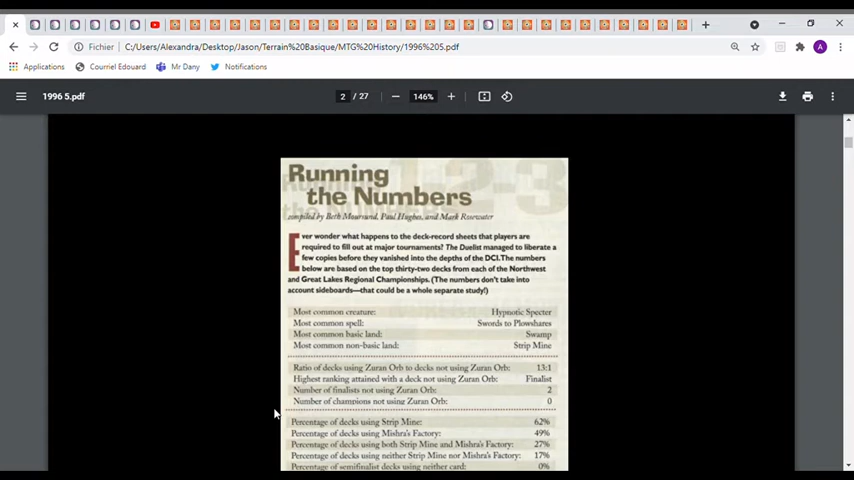 Fichier
C:/Users/Alexandra/Desktop/Jason/Terrain%20Basique/MTG%20History/1996%205.pdf
A
Applications
Courriel Edouard
Mr Dany
Notifications
1996 5.pdf
2 / 27
146%
Running
the Numbers
compiled by Beth Moursund, Paul Hughes, and Mark Rosewater
Ever wonder what happens to the deck-record sheets that players are
required to fill out at major tournaments? The Duelist managed to liberate a
few copies before they vanished into the depths of the DCI. The numbers
below are based on the top thirty-two decks from each of the Northwest
and Great Lakes Regional Championships. (The numbers don't take into
account sideboards—that could be a whole separate study!)
Most common creature: Hypnotic Specter
Most common spell: Swords to Plowshares
Most common basic land: Swamp
Most common non-basic land: Strip Mine
Ratio of decks using Zuran Orb to decks not using Zuran Orb: 13:1
Highest ranking attained with a deck not using Zuran Orb: Finalist
Number of finalists not using Zuran Orb: 2
Number of champions not using Zuran Orb: 0
Percentage of decks using Strip Mine: 62%
Percentage of decks using Mishra's Factory: 49%
Percentage of decks using both Strip Mine and Mishra's Factory: 27%
Percentage of decks using neither Strip Mine nor Mishra's Factory: 17%
Percentage of semifinalist decks using neither card: 0%